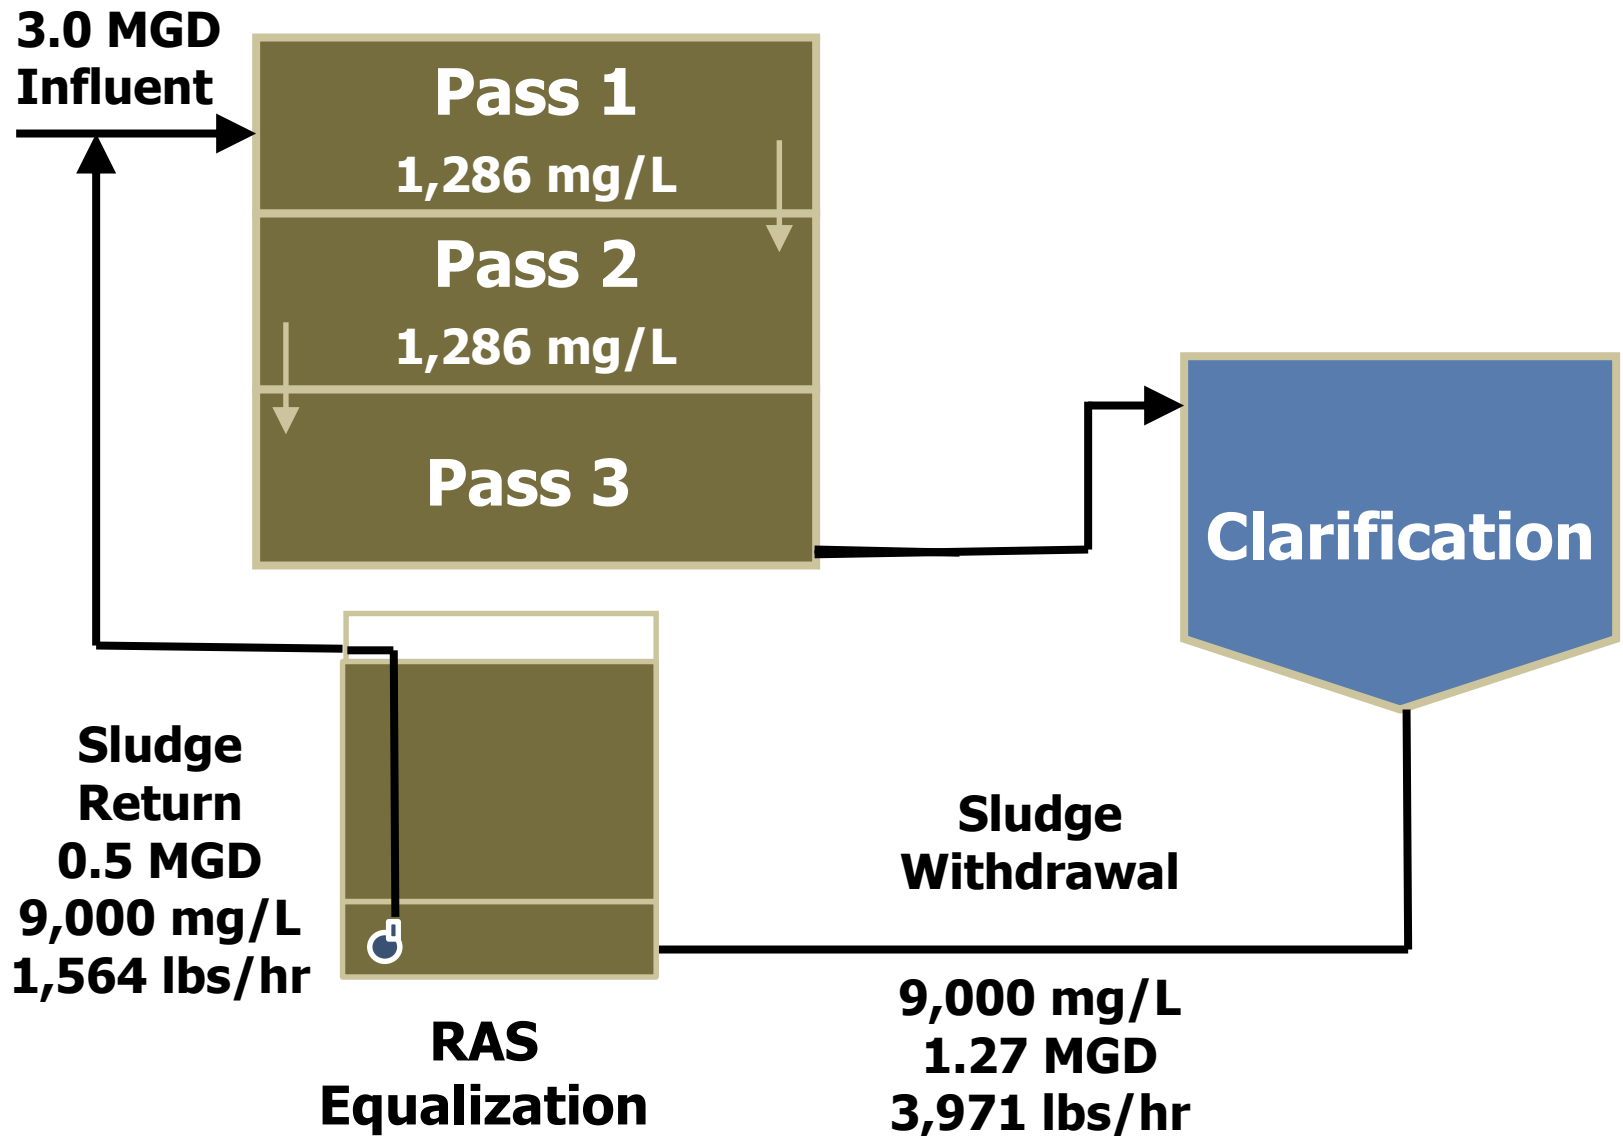 3.0 MGD
Influent
Pass 1
1,286 mg/L
Pass 2
1,286 mg/L
Pass 3
Clarification
Sludge
Return
0.5 MGD
9,000 mg/L
1,564 lbs/hr
RAS
Equalization
Sludge
Withdrawal
9,000 mg/L
1.27 MGD
3,971 lbs/hr